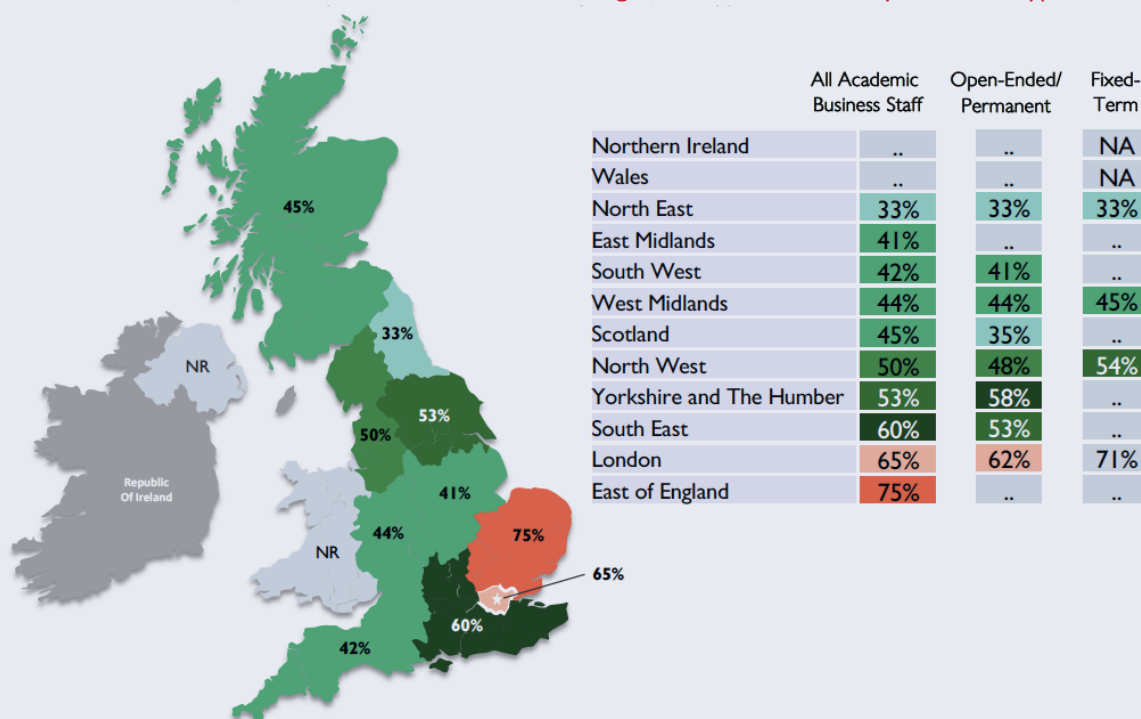 All Academic Open-Ended/ Fixed-
Business Staff Permanent Term
Northern Ireland .. .. NA
Wales .. .. NA
North East 33% 33% 33%
East Midlands 41% .. ..
South West 42% 41% ..
West Midlands 44% 44% 45%
Scotland 45% 35% ..
North West 50% 48% 54%
Yorkshire and The Humber 53% 58% ..
South East 60% 53% ..
London 65% 62% 71%
East of England 75% .. ..
45%
33%
NR
53%
50%
Republic
Of Ireland
41%
44%
75%
NR
65%
60%
42%